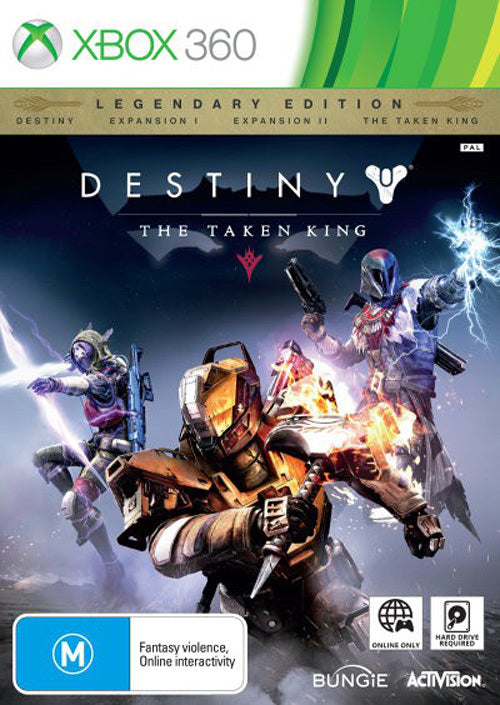 XBOX 360
LEGENDARY EDITION
DESTINY EXPANSION I EXPANSION II THE TAKEN KING
PAL
DESTINY
THE TAKEN KING
M
Fantasy violence,
Online interactivity
ONLINE ONLY
HARD DRIVE
REQUIRED
BUNGiE
ACTIVISION